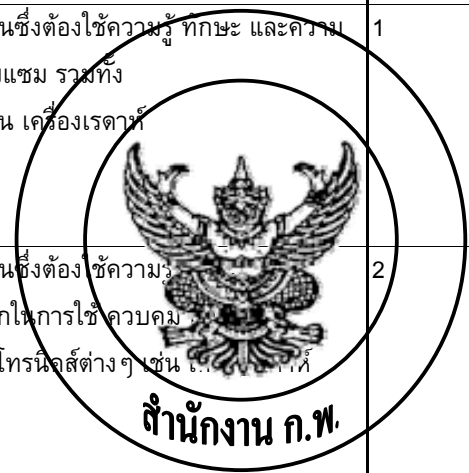 นซึ่งต้องใช้ความรู้ ทักษะ และความ 1
แซม รวมทั้ง
น เครื่องเรดาห์
นซึ่งต้องใช้ความรู้ 2
ในการใช้ ควบคุม
โทรนิคส์ต่างๆ เช่น
สำนักงาน ก.พ.